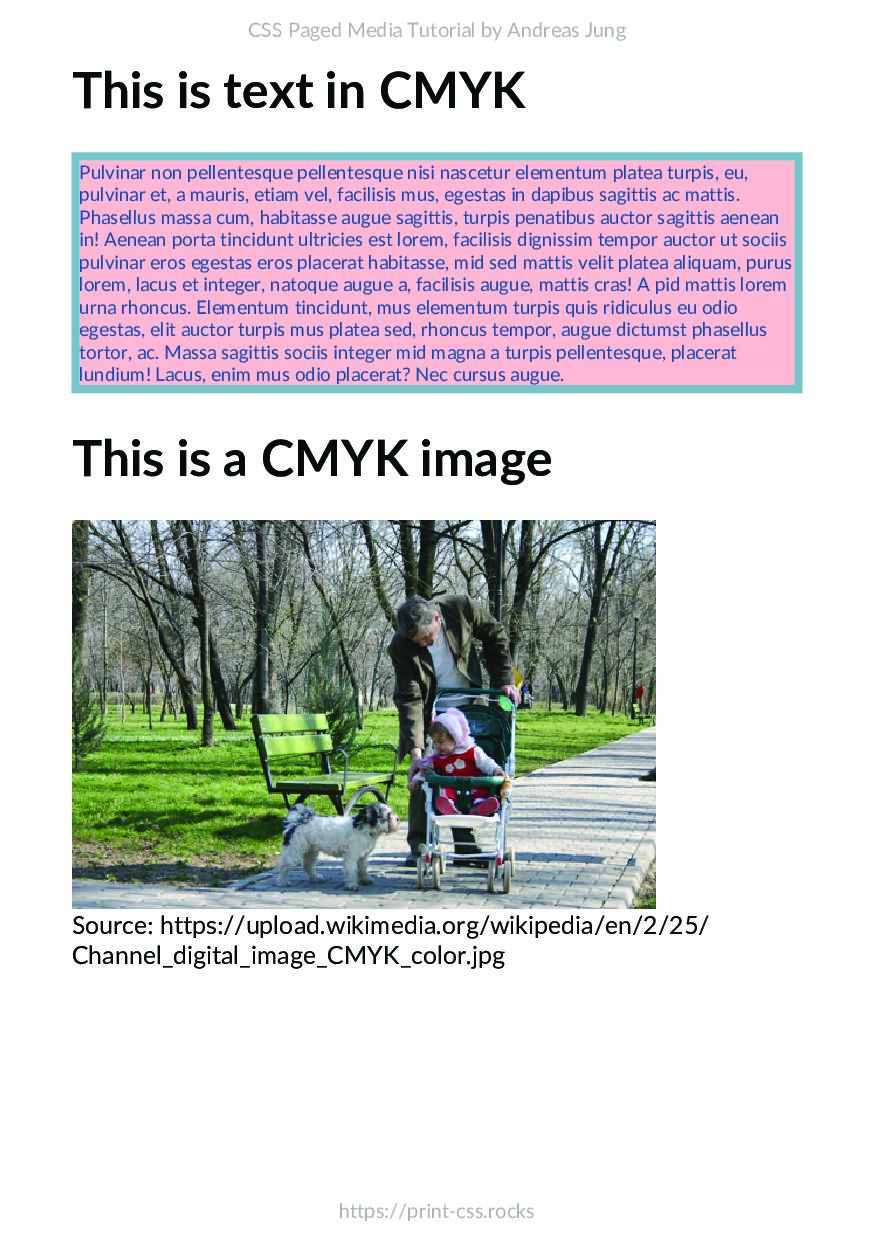 CSS Paged Media Tutorial by Andreas Jung
This is text in CMYK
Pulvinar non pellentesque pellentesque nisi nascetur elementum platea turpis, eu,
pulvinar et, a mauris, etiam vel, facilisis mus, egestas in dapibus sagittis ac mattis.
Phasellus massa cum, habitasse augue sagittis, turpis penatibus auctor sagittis aenean
in! Aenean porta tincidunt ultricies est lorem, facilisis dignissim tempor auctor ut sociis
pulvinar eros egestas eros placerat habitasse, mid sed mattis velit platea aliquam, purus
lorem, lacus et integer, natoque augue a, facilisis augue, mattis cras! A pid mattis lorem
urna rhoncus. Elementum tincidunt, mus elementum turpis quis ridiculus eu odio
egestas, elit auctor turpis mus platea sed, rhoncus tempor, augue dictumst phasellus
tortor, ac. Massa sagittis sociis integer mid magna a turpis pellentesque, placerat
lundium! Lacus, enim mus odio placerat? Nec cursus augue.
This is a CMYK image
Source: https://upload.wikimedia.org/wikipedia/en/2/25/
Channel_digital_image_CMYK_color.jpg
https://print-css.rocks